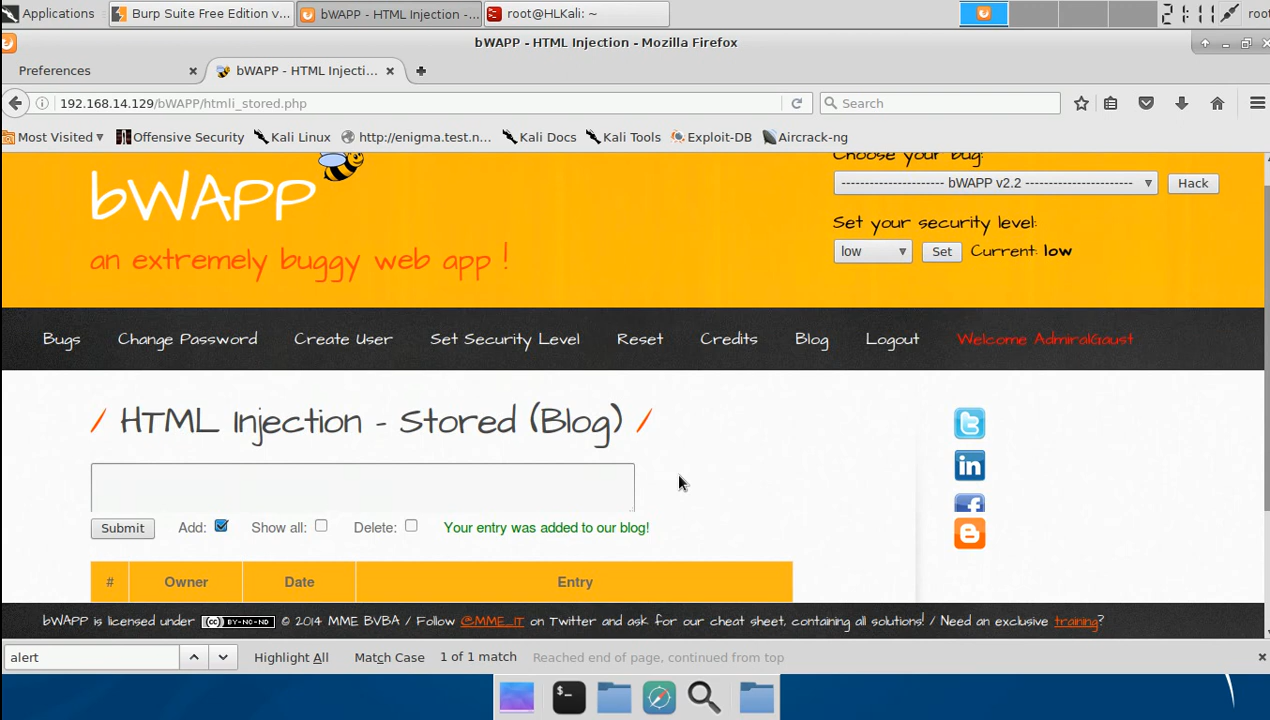 Applications
Burp Suite Free Edition v...
bWAPP - HTML Injection -...
root@HLKali: ~
21:11
root
bWAPP - HTML Injection - Mozilla Firefox
Preferences
bWAPP - HTML Injecti...
192.168.14.129/bWAPP/htmli_stored.php
Search
Most Visited
Offensive Security
Kali Linux
http://enigma.test.n...
Kali Docs
Kali Tools
Exploit-DB
Aircrack-ng
bWAPP
an extremely buggy web app !
Choose your bug:
---------------------- bWAPP v2.2 -----------------------
Hack
Set your security level:
low
Set
Current: low
Bugs
Change Password
Create User
Set Security Level
Reset
Credits
Blog
Logout
Welcome AdmiralGaust
/ HTML Injection - Stored (Blog) /
Submit
Add:
Show all:
Delete:
Your entry was added to our blog!
# Owner Date Entry
bWAPP is licensed under (cc) BY-NC-ND © 2014 MME BVBA / Follow @MME_IT on Twitter and ask for our cheat sheet, containing all solutions! / Need an exclusive training?
alert
Highlight All
Match Case
1 of 1 match
Reached end of page, continued from top